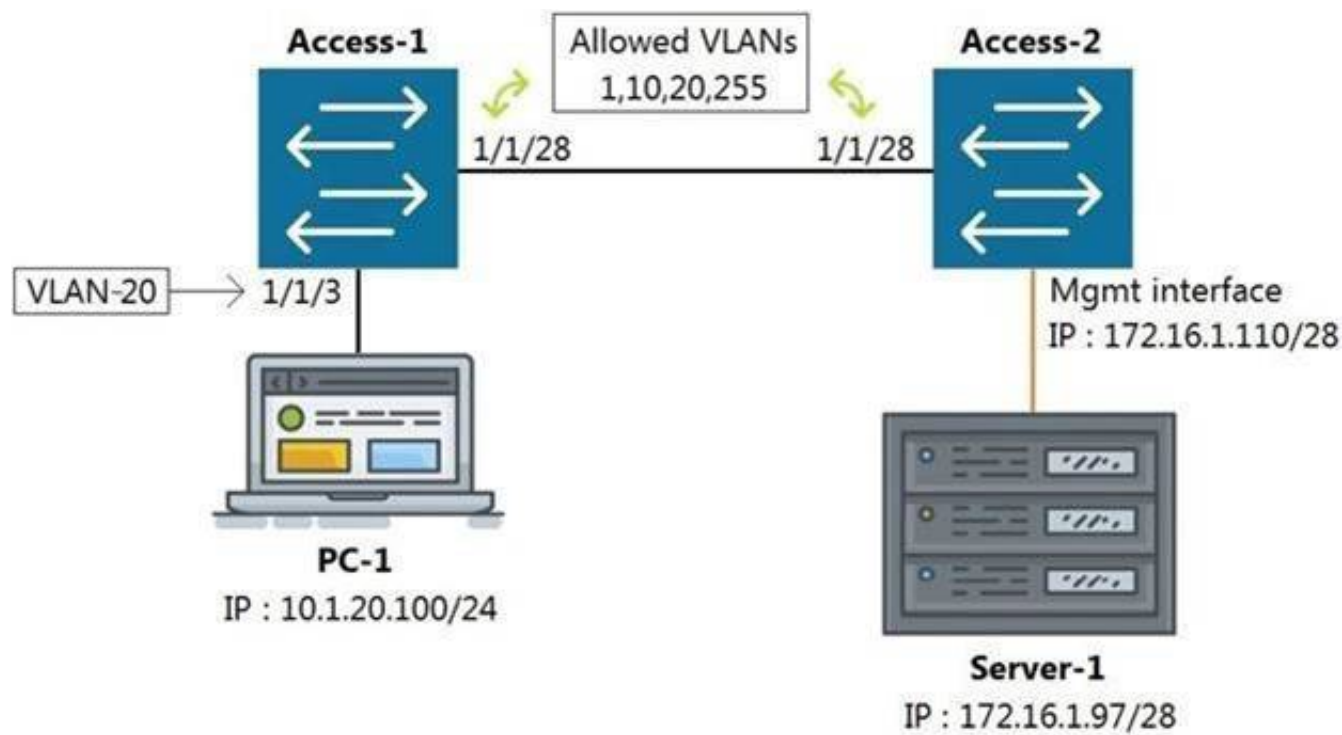 Access-1
Allowed VLANs
1,10,20,255
Access-2
1/1/28
1/1/28
VLAN-20
1/1/3
Mgmt interface
IP : 172.16.1.110/28
PC-1
IP : 10.1.20.100/24
Server-1
IP : 172.16.1.97/28